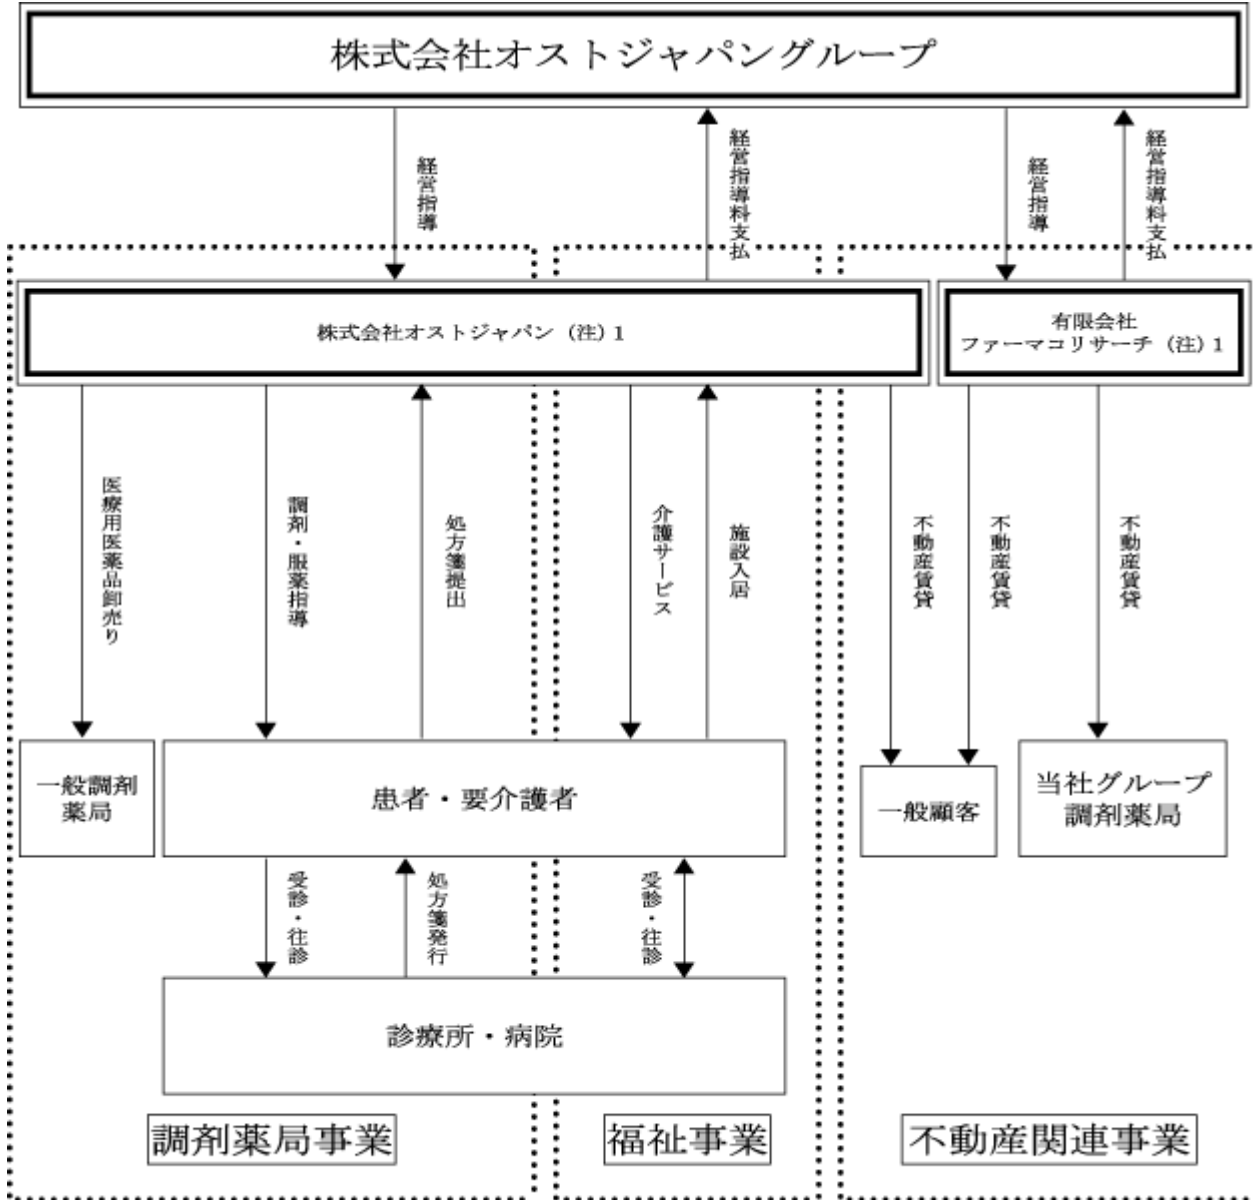 株式会社オストジャパングループ
経営指導
経営指導料支払
経営指導
経営指導料支払
株式会社オストジャパン（注）1
有限会社
ファーマコリサーチ（注）1
医療用医薬品卸売り
調剤・服薬指導
処方箋提出
介護サービス
施設入居
不動産賃貸
不動産賃貸
不動産賃貸
一般調剤
薬局
患者・要介護者
一般顧客
当社グループ
調剤薬局
受診・往診
処方箋発行
受診・往診
診療所・病院
調剤薬局事業
福祉事業
不動産関連事業